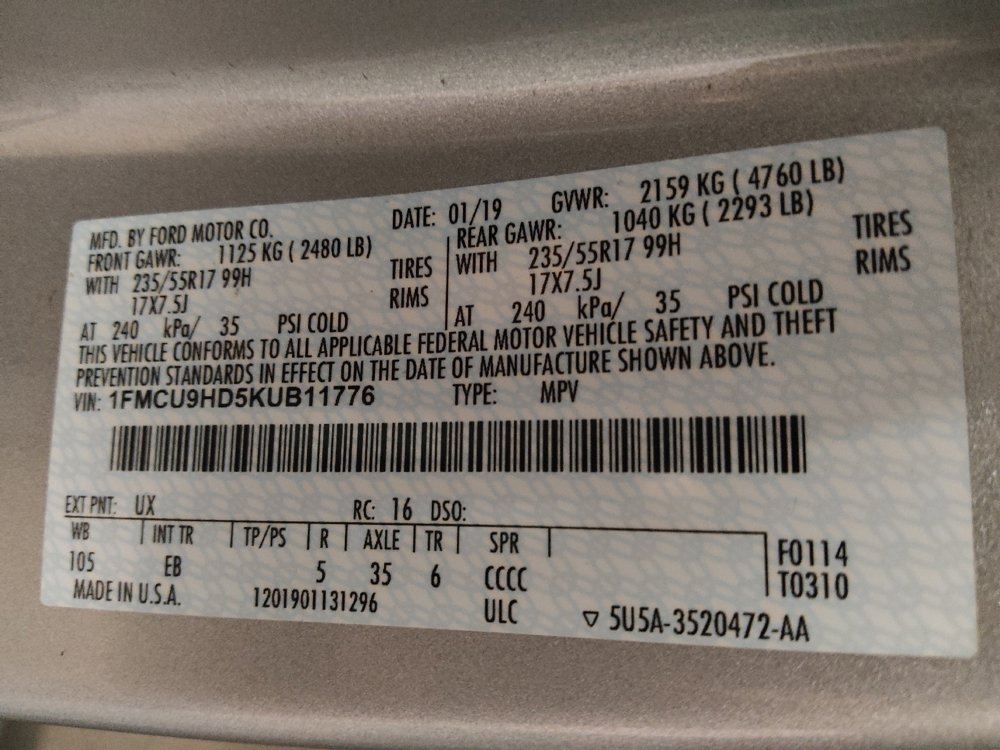 MFD. BY FORD MOTOR CO. DATE: 01/19 GVWR: 2159 KG ( 4760 LB)
FRONT GAWR: 1125 KG ( 2480 LB) REAR GAWR: 1040 KG ( 2293 LB)
WITH 235/55R17 99H TIRES WITH 235/55R17 99H TIRES
17X7.5J RIMS 17X7.5J RIMS
AT 240 kPa/ 35 PSI COLD AT 240 kPa/ 35 PSI COLD
THIS VEHICLE CONFORMS TO ALL APPLICABLE FEDERAL MOTOR VEHICLE SAFETY AND THEFT
PREVENTION STANDARDS IN EFFECT ON THE DATE OF MANUFACTURE SHOWN ABOVE.
VIN: 1FMCU9HD5KUB11776 TYPE: MPV
EXT PNT: UX RC: 16 DSO:
WB INT TR TP/PS R AXLE TR SPR
105 EB 5 35 6 CCCC F0114
T0310
MADE IN U.S.A. 1201901131296 ULC ▽ 5U5A-3520472-AA